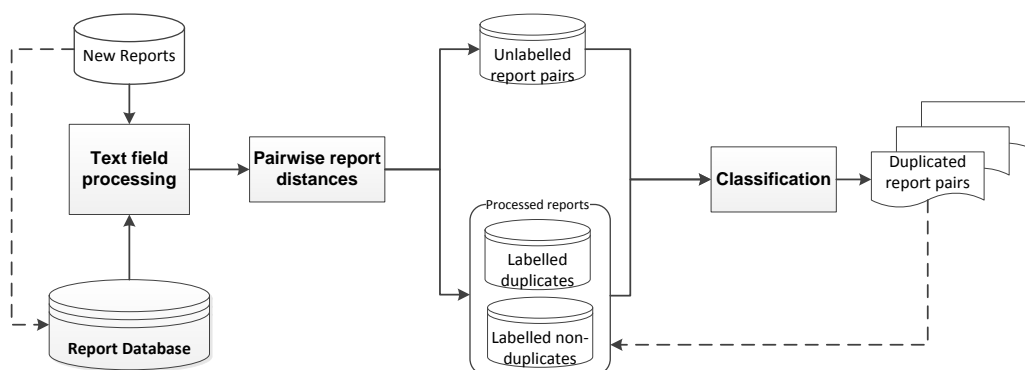 New Reports
Text field
processing
Report Database
Pairwise report
distances
Unlabelled
report pairs
Processed reports
Labelled
duplicates
Labelled non-
duplicates
Classification
Duplicated
report pairs